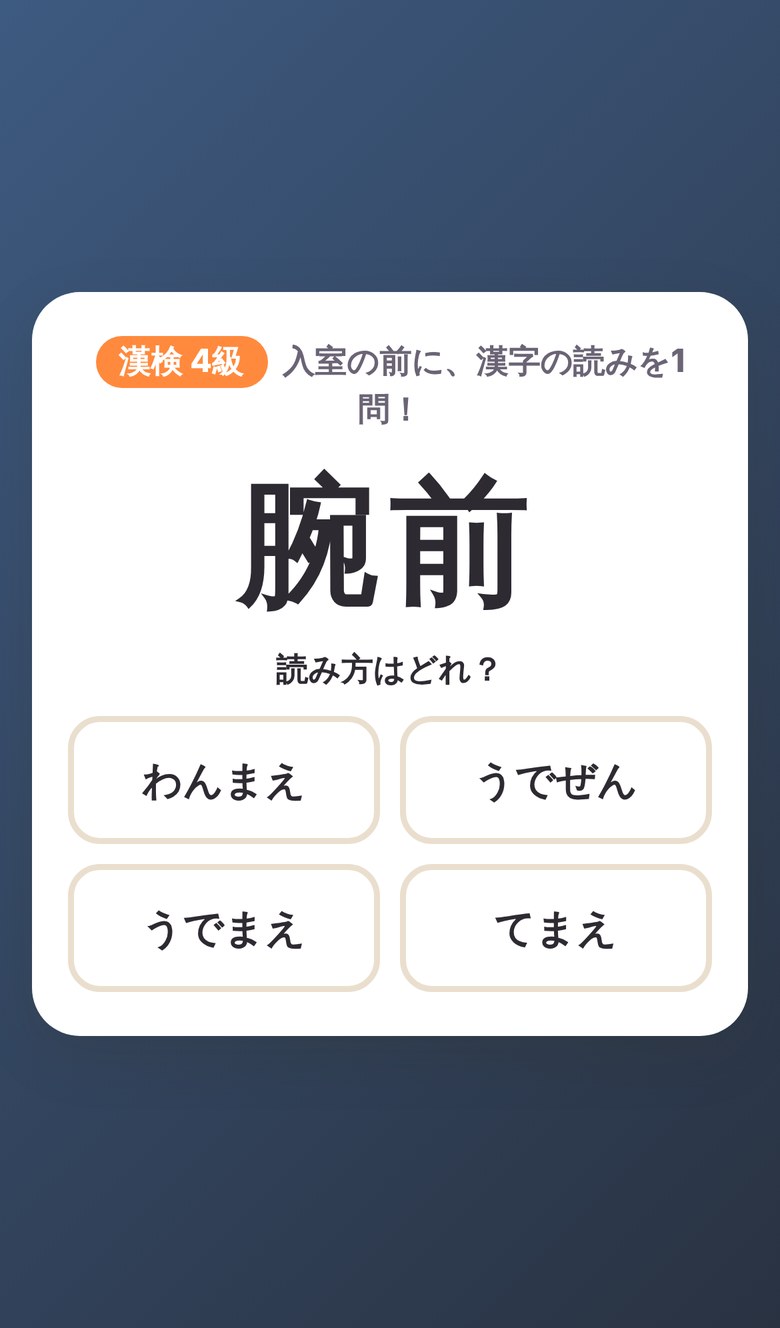 漢検 4級 入室の前に、漢字の読みを1
問！
腕前
読み方はどれ？
わんまえ
うでぜん
うでまえ
てまえ